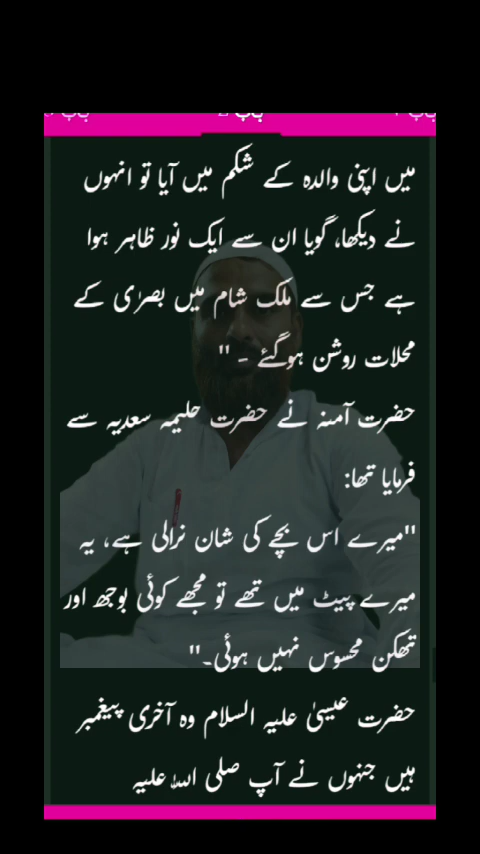 میں اپنی والدہ کے شکم میں آیا تو انہوں
نے دیکھا، گویا ان سے ایک نور ظاہر ہوا
ہے جس سے ملک شام میں بصرٰی کے
محلات روشن ہوگئے ۔ "
حضرت آمنہ نے حضرت حلیمہ سعدیہ سے
فرمایا تھا:
"میرے اس بچے کی شان نرالی ہے، یہ
میرے پیٹ میں تھے تو مجھے کوئی بوجھ اور
تھکن محسوس نہیں ہوئی۔"
حضرت عیسیٰ علیہ السلام وہ آخری پیغمبر
ہیں جنہوں نے آپ صلی اللہ علیہ